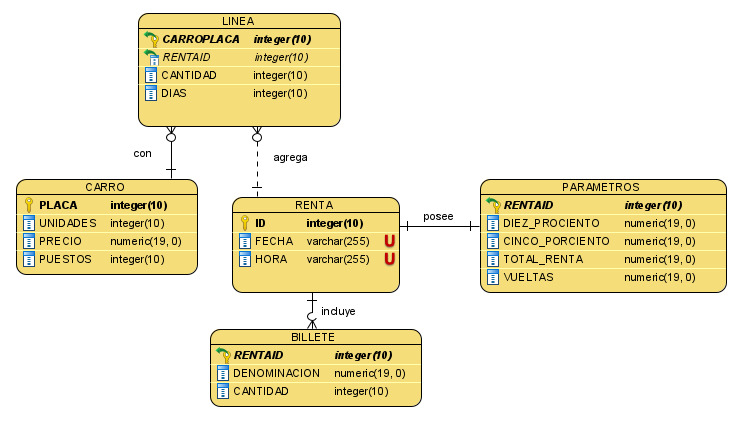 LINEA
CARROPLACA integer(10)
RENTAID integer(10)
CANTIDAD integer(10)
DIAS integer(10)
con
agrega
CARRO
PLACA integer(10)
UNIDADES integer(10)
PRECIO numeric(19, 0)
PUESTOS integer(10)
RENTA
ID integer(10)
FECHA varchar(255) U
HORA varchar(255) U
posee
PARAMETROS
RENTAID integer(10)
DIEZ_PROCIENTO numeric(19, 0)
CINCO_PORCIENTO numeric(19, 0)
TOTAL_RENTA numeric(19, 0)
VUELTAS numeric(19, 0)
incluye
BILLETE
RENTAID integer(10)
DENOMINACION numeric(19, 0)
CANTIDAD integer(10)